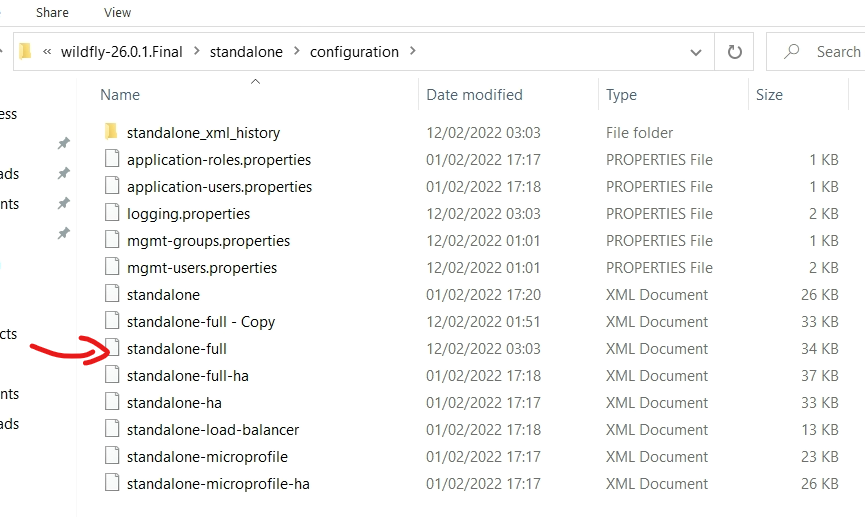 Share View
« wildfly-26.0.1.Final > standalone > configuration > Search
Name Date modified Type Size
ess
standalone_xml_history 12/02/2022 03:03 File folder
application-roles.properties 01/02/2022 17:17 PROPERTIES File 1 KB
ads
application-users.properties 01/02/2022 17:18 PROPERTIES File 1 KB
nts
logging.properties 12/02/2022 03:03 PROPERTIES File 2 KB
mgmt-groups.properties 12/02/2022 01:01 PROPERTIES File 1 KB
mgmt-users.properties 12/02/2022 01:01 PROPERTIES File 2 KB
standalone 01/02/2022 17:20 XML Document 26 KB
standalone-full - Copy 12/02/2022 01:51 XML Document 33 KB
cts
standalone-full 12/02/2022 03:03 XML Document 34 KB
standalone-full-ha 01/02/2022 17:18 XML Document 37 KB
nts
standalone-ha 01/02/2022 17:17 XML Document 33 KB
ads
standalone-load-balancer 01/02/2022 17:18 XML Document 13 KB
standalone-microprofile 01/02/2022 17:17 XML Document 23 KB
standalone-microprofile-ha 01/02/2022 17:17 XML Document 26 KB